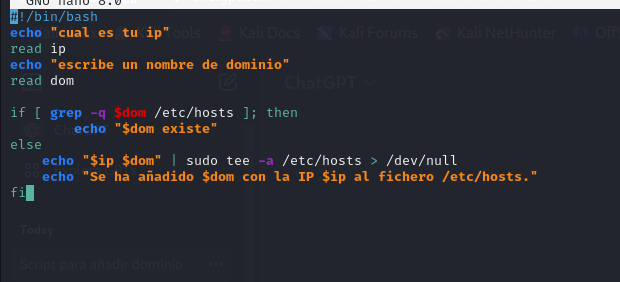 GNU nano 8.0
#!/bin/bash
echo "cual es tu ip"
read ip
echo "escribe un nombre de dominio"
read dom
if [ grep -q $dom /etc/hosts ]; then
echo "$dom existe"
else
echo "$ip $dom" | sudo tee -a /etc/hosts > /dev/null
echo "Se ha añadido $dom con la IP $ip al fichero /etc/hosts."
fi
Tools Kali Docs Kali Forums Kali NetHunter Off
ChatGPT
Today
Script para añadir dominio